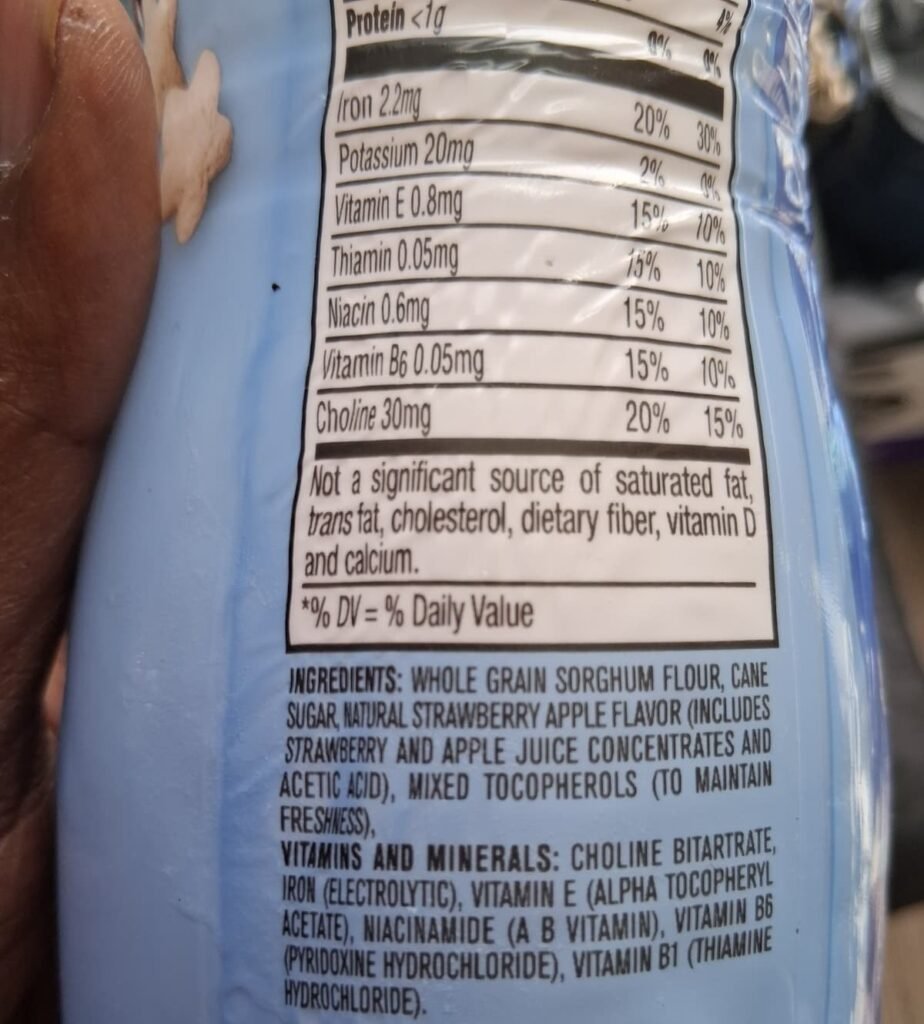 4%
Protein <1g 0% 0%
Iron 2.2mg 20% 30%
Potassium 20mg 2% 0%
Vitamin E 0.8mg 15% 10%
Thiamin 0.05mg 15% 10%
Niacin 0.6mg 15% 10%
Vitamin B6 0.05mg 15% 10%
Choline 30mg 20% 15%
Not a significant source of saturated fat,
trans fat, cholesterol, dietary fiber, vitamin D
and calcium.
*% DV = % Daily Value
INGREDIENTS: WHOLE GRAIN SORGHUM FLOUR, CANE
SUGAR, NATURAL STRAWBERRY APPLE FLAVOR (INCLUDES
STRAWBERRY AND APPLE JUICE CONCENTRATES AND
ACETIC ACID), MIXED TOCOPHEROLS (TO MAINTAIN
FRESHNESS),
VITAMINS AND MINERALS: CHOLINE BITARTRATE,
IRON (ELECTROLYTIC), VITAMIN E (ALPHA TOCOPHERYL
ACETATE), NIACINAMIDE (A B VITAMIN), VITAMIN B6
(PYRIDOXINE HYDROCHLORIDE), VITAMIN B1 (THIAMINE
HYDROCHLORIDE).